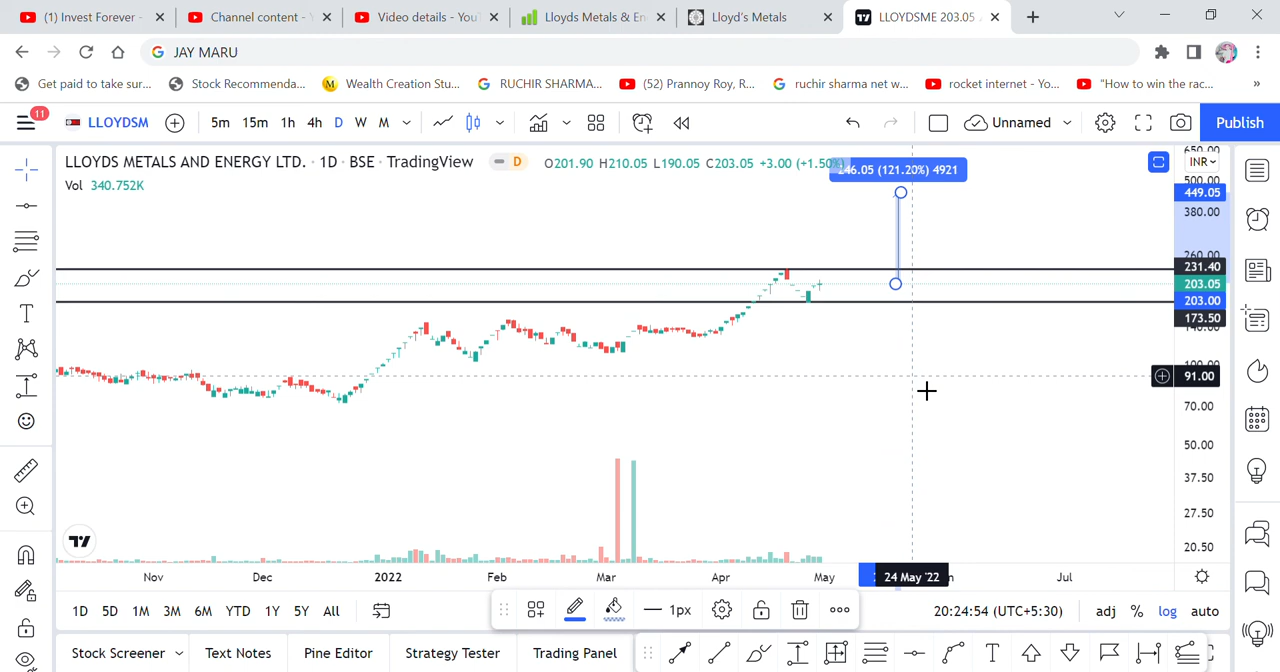 (1) Invest Forever -
Channel content - Y
Video details - You
Lloyds Metals & En
Lloyd's Metals
LLOYDSME 203.05
JAY MARU
Get paid to take sur...
Stock Recommenda...
Wealth Creation Stu...
RUCHIR SHARMA...
(52) Prannoy Roy, R...
ruchir sharma net w...
rocket internet - Yo...
"How to win the rac...
»
11
LLOYDSM
5m 15m 1h 4h D W M
Unnamed
Publish
LLOYDS METALS AND ENERGY LTD. · 1D · BSE · TradingView
D
O201.90 H210.05 L190.05 C203.05 +3.00 (+1.50%)
Vol 340.752K
246.05 (121.20%) 4921
INR
650.00
500.00
449.05
380.00
260.00
231.40
203.05
203.00
173.50
140.00
100.00
91.00
70.00
50.00
37.50
27.50
20.50
Nov Dec 2022 Feb Mar Apr May 24 May '22 Jul
1D 5D 1M 3M 6M YTD 1Y 5Y All
1px
20:24:54 (UTC+5:30)
adj % log auto
Stock Screener Text Notes Pine Editor Strategy Tester Trading Panel